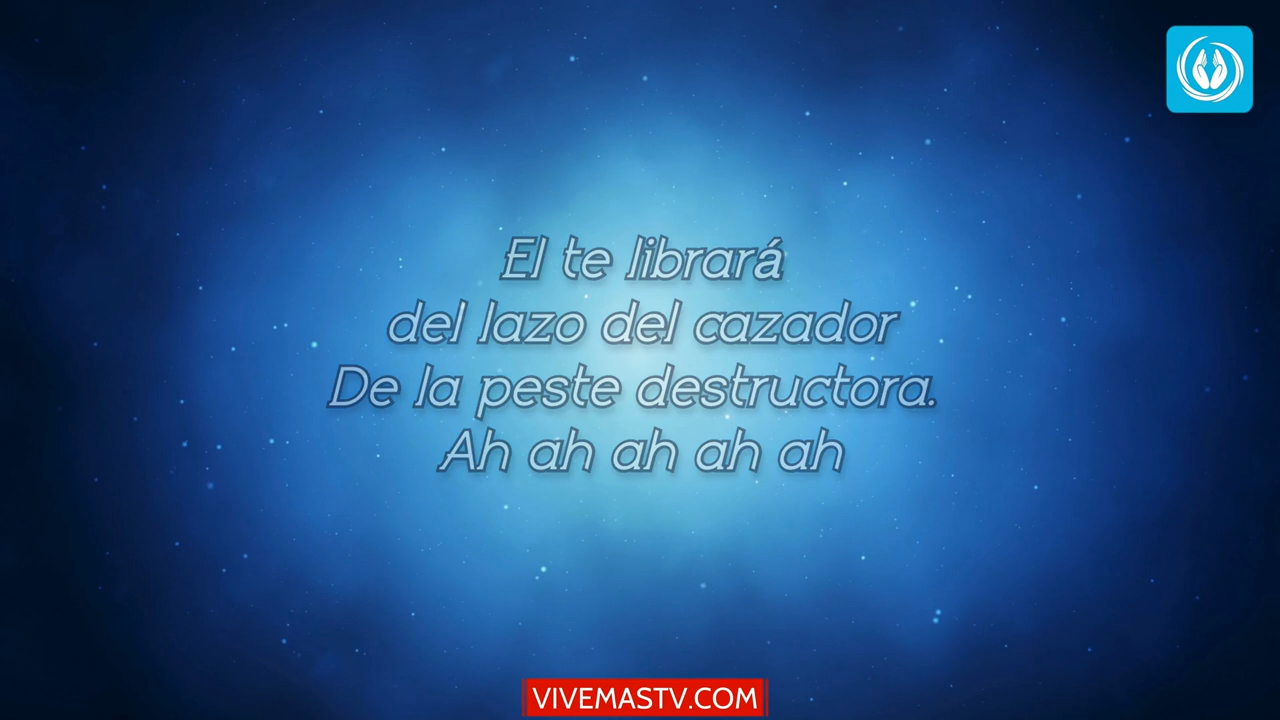 El te librará
del lazo del cazador
De la peste destructora.
Ah ah ah ah ah
VIVEMASTV.COM